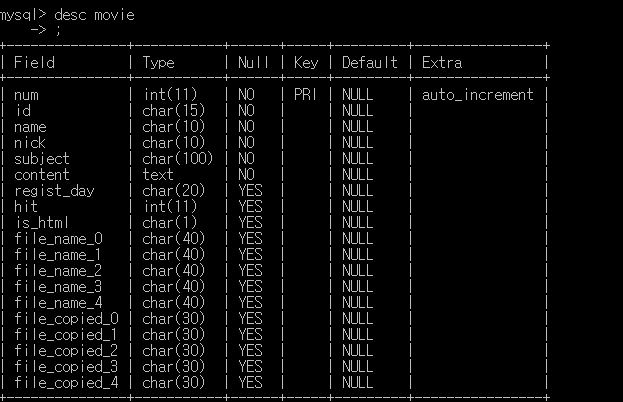 mysql> desc movie
    -> ;
+---------------+-----------+------+-----+---------+----------------+
| Field         | Type      | Null | Key | Default | Extra          |
+---------------+-----------+------+-----+---------+----------------+
| num           | int(11)   | NO   | PRI | NULL    | auto_increment |
| id            | char(15)  | NO   |     | NULL    |                |
| name          | char(10)  | NO   |     | NULL    |                |
| nick          | char(10)  | NO   |     | NULL    |                |
| subject       | char(100) | NO   |     | NULL    |                |
| content       | text      | NO   |     | NULL    |                |
| regist_day    | char(20)  | YES  |     | NULL    |                |
| hit           | int(11)   | YES  |     | NULL    |                |
| is_html       | char(1)   | YES  |     | NULL    |                |
| file_name_0   | char(40)  | YES  |     | NULL    |                |
| file_name_1   | char(40)  | YES  |     | NULL    |                |
| file_name_2   | char(40)  | YES  |     | NULL    |                |
| file_name_3   | char(40)  | YES  |     | NULL    |                |
| file_name_4   | char(40)  | YES  |     | NULL    |                |
| file_copied_0 | char(30)  | YES  |     | NULL    |                |
| file_copied_1 | char(30)  | YES  |     | NULL    |                |
| file_copied_2 | char(30)  | YES  |     | NULL    |                |
| file_copied_3 | char(30)  | YES  |     | NULL    |                |
| file_copied_4 | char(30)  | YES  |     | NULL    |                |
+---------------+-----------+------+-----+---------+----------------+